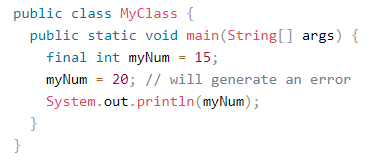 public class MyClass {
  public static void main(String[] args) {
    final int myNum = 15;
    myNum = 20; // will generate an error
    System.out.println(myNum);
  }
}